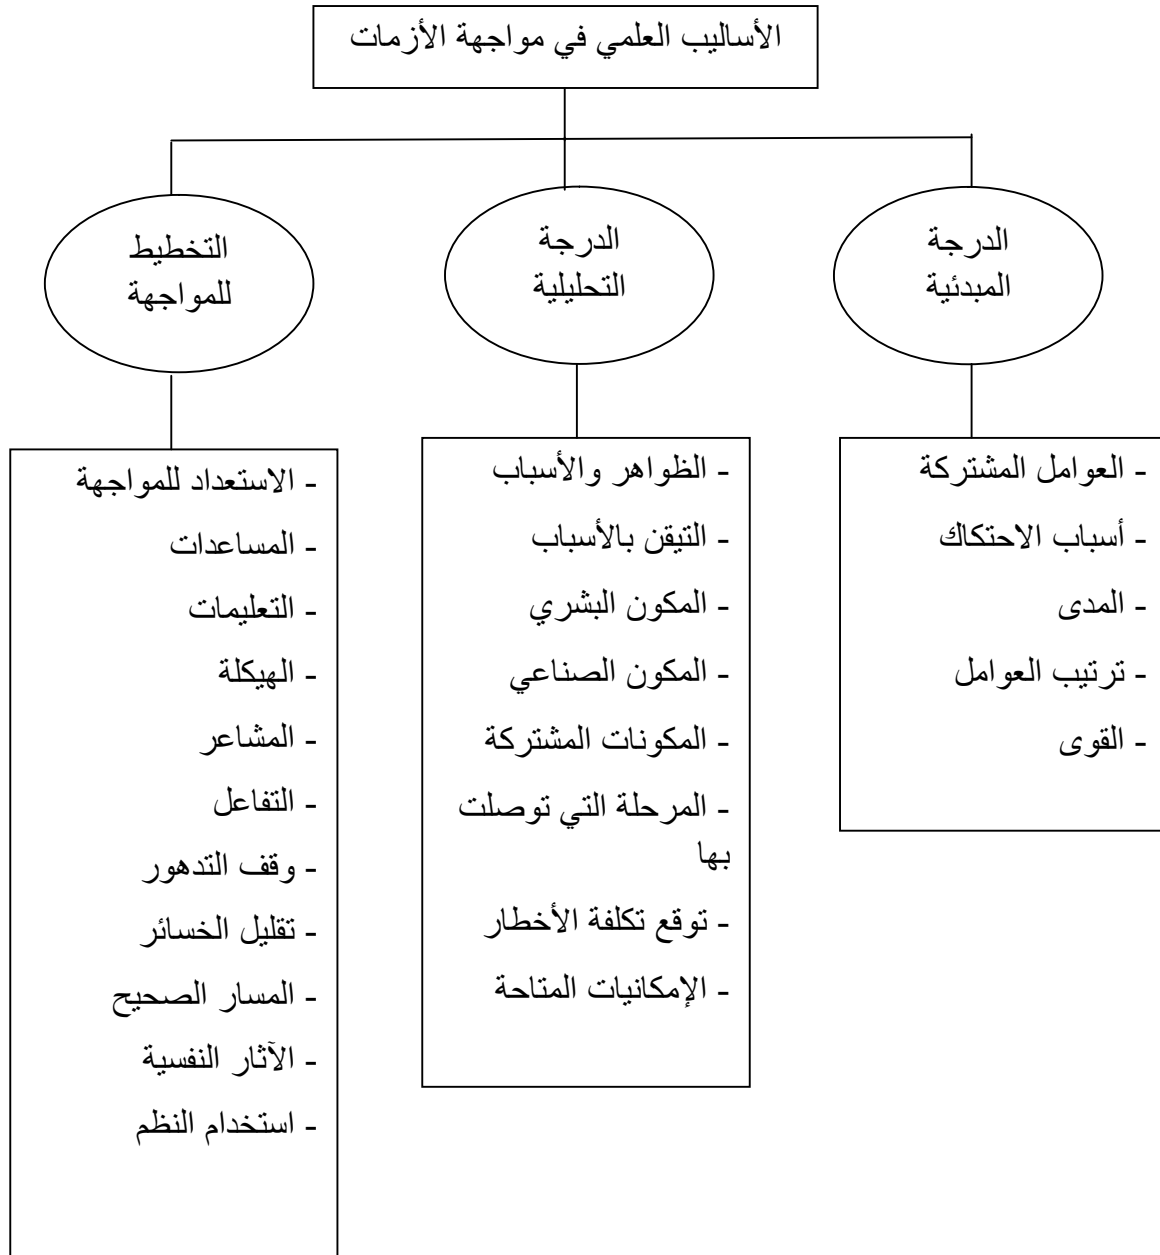 الأساليب العلمي في مواجهة الأزمات
الدرجة
المبدئية
الدرجة
التحليلية
التخطيط
للمواجهة
- العوامل المشتركة
- أسباب الاحتكاك
- المدى
- ترتيب العوامل
- القوى
- الظواهر والأسباب
- التيقن بالأسباب
- المكون البشري
- المكون الصناعي
- المكونات المشتركة
- المرحلة التي توصلت
بها
- توقع تكلفة الأخطار
- الإمكانيات المتاحة
- الاستعداد للمواجهة
- المساعدات
- التعليمات
- الهيكلة
- المشاعر
- التفاعل
- وقف التدهور
- تقليل الخسائر
- المسار الصحيح
- الآثار النفسية
- استخدام النظم